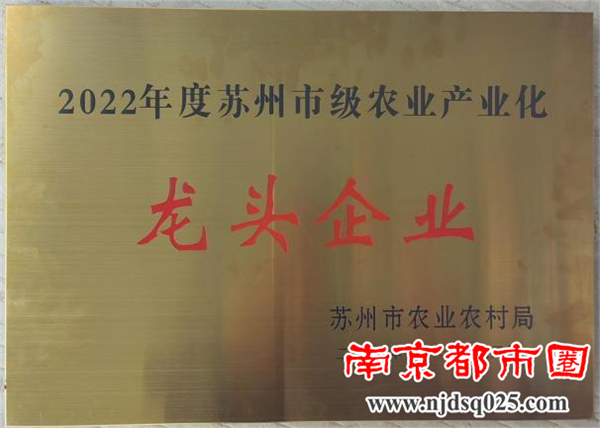 2022年度苏州市级农业产业化
龙头企业
苏州市农业农村局
南京都市圈
www.njdsq025.com